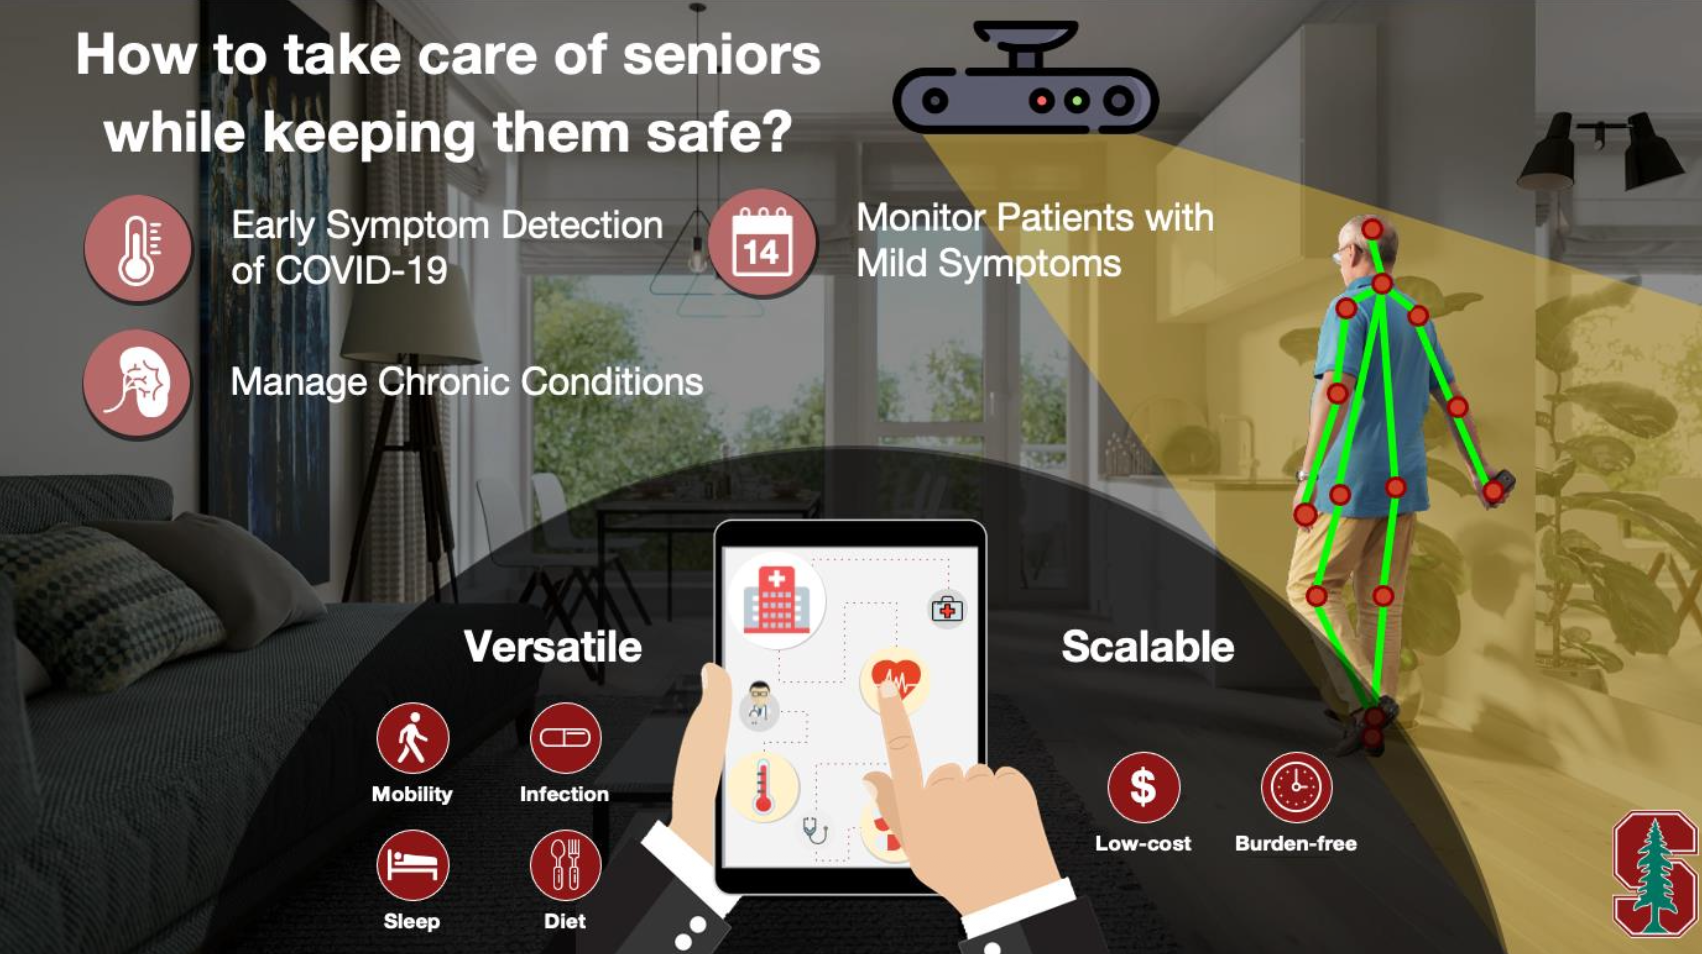 How to take care of seniors
while keeping them safe?
Early Symptom Detection
of COVID-19
14
Monitor Patients with
Mild Symptoms
Manage Chronic Conditions
Versatile
Mobility
Infection
Sleep
Diet
Scalable
$
Low-cost
Burden-free
S